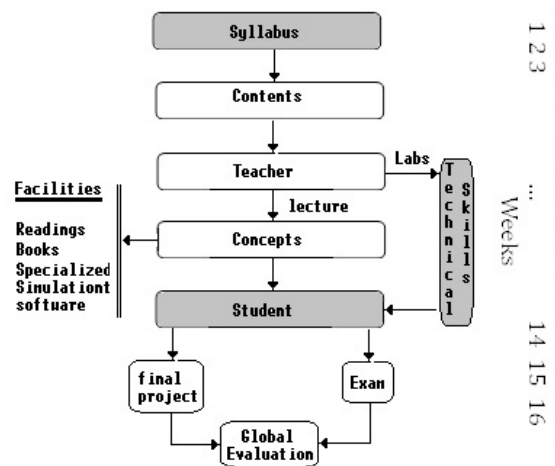 Syllabus
Contents
Teacher
Labs
lecture
Concepts
Facilities
Readings
Books
Specialized
Simulationt
software
Technical
Skills
Student
final
project
Exam
Global
Evaluation
1 2 3 ... Weeks 14 15 16